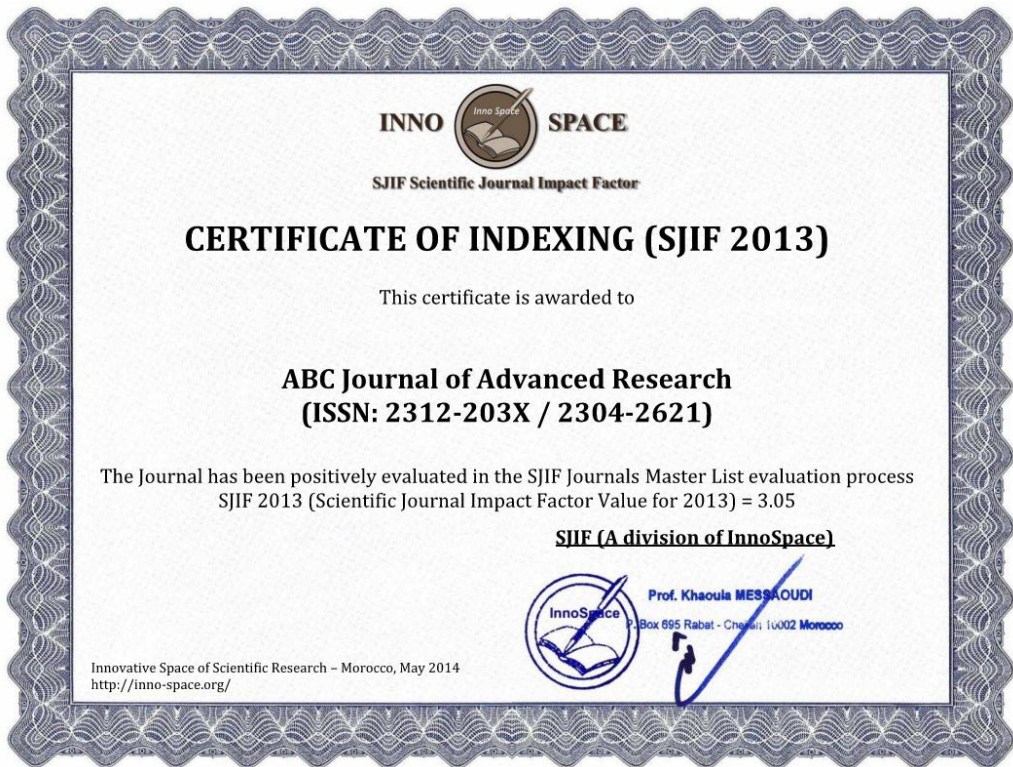 INNO Inno Space SPACE
SJIF Scientific Journal Impact Factor
CERTIFICATE OF INDEXING (SJIF 2013)
This certificate is awarded to
ABC Journal of Advanced Research
(ISSN: 2312-203X / 2304-2621)
The Journal has been positively evaluated in the SJIF Journals Master List evaluation process
SJIF 2013 (Scientific Journal Impact Factor Value for 2013) = 3.05
SJIF (A division of InnoSpace)
InnoSpace
Prof. Khaoula MESSAOUDI
P. Box 695 Rabat - 10002 Morocco
Innovative Space of Scientific Research – Morocco, May 2014
http://inno-space.org/